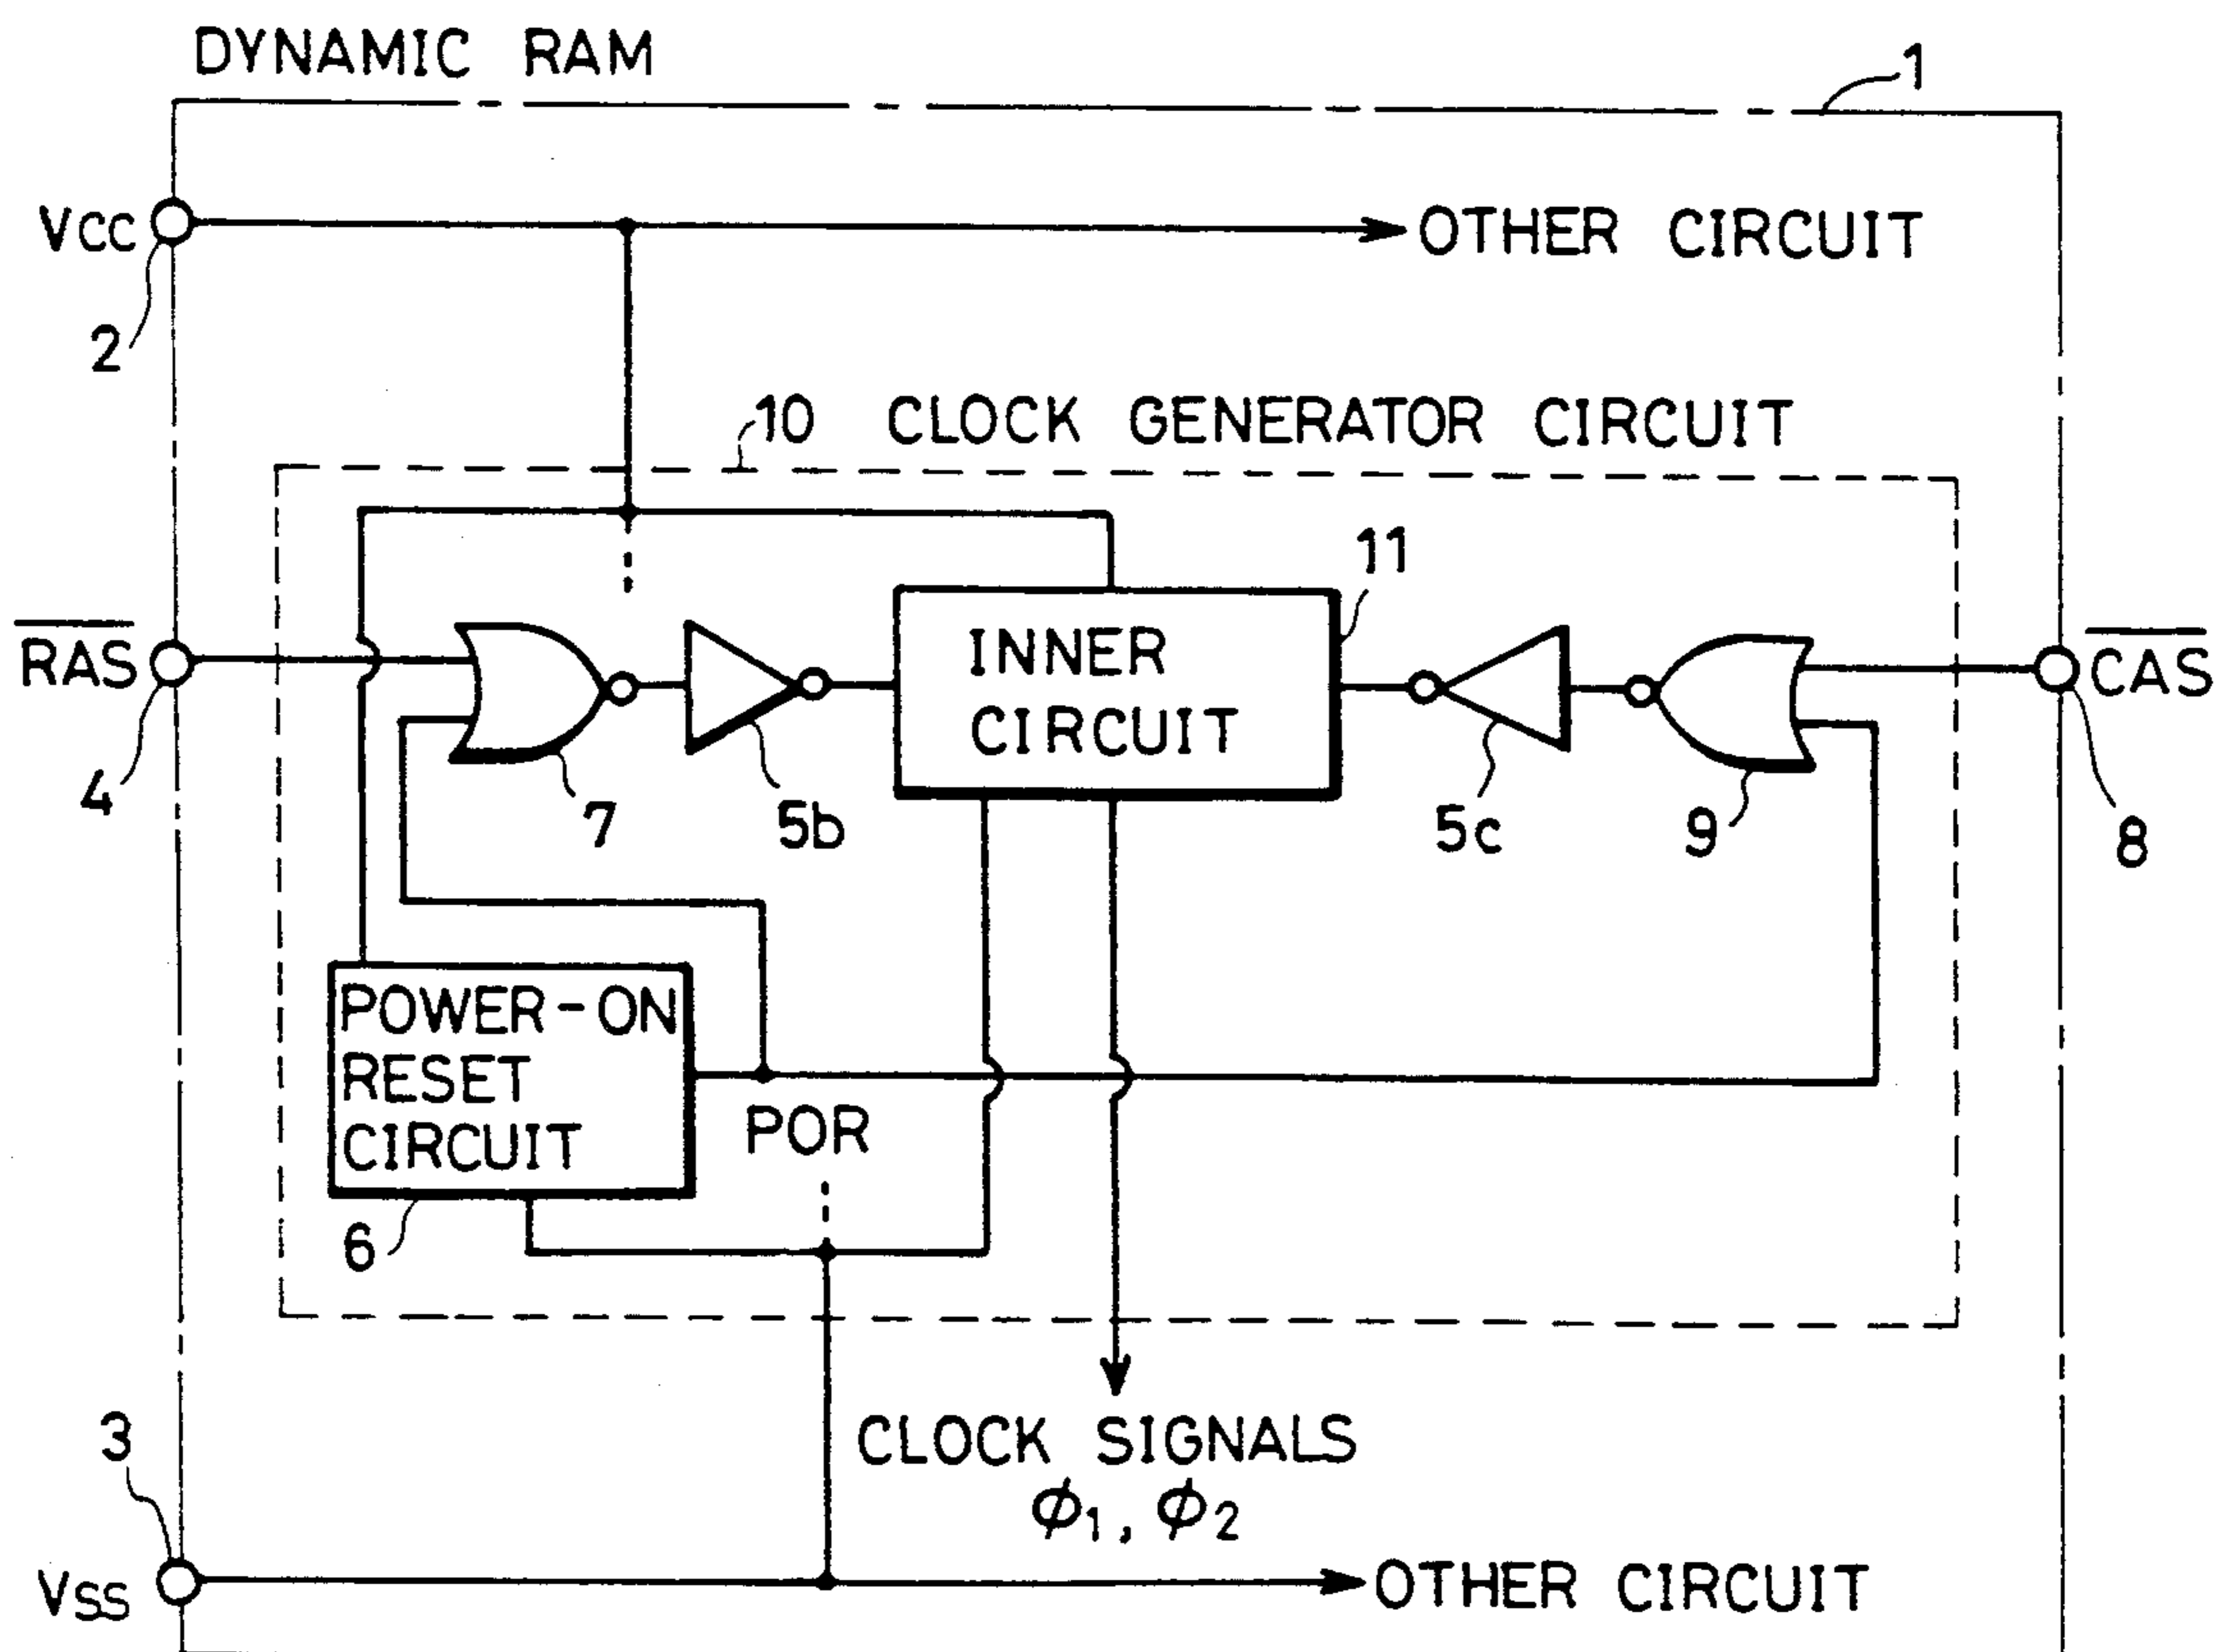 DYNAMIC RAM
1
VCC
OTHER CIRCUIT
2
10 CLOCK GENERATOR CIRCUIT
11
RAS
INNER
CIRCUIT
CAS
4
7
5b
5c
9
8
POWER-ON
RESET
CIRCUIT
POR
6
3
CLOCK SIGNALS
ϕ1, ϕ2
VSS
OTHER CIRCUIT